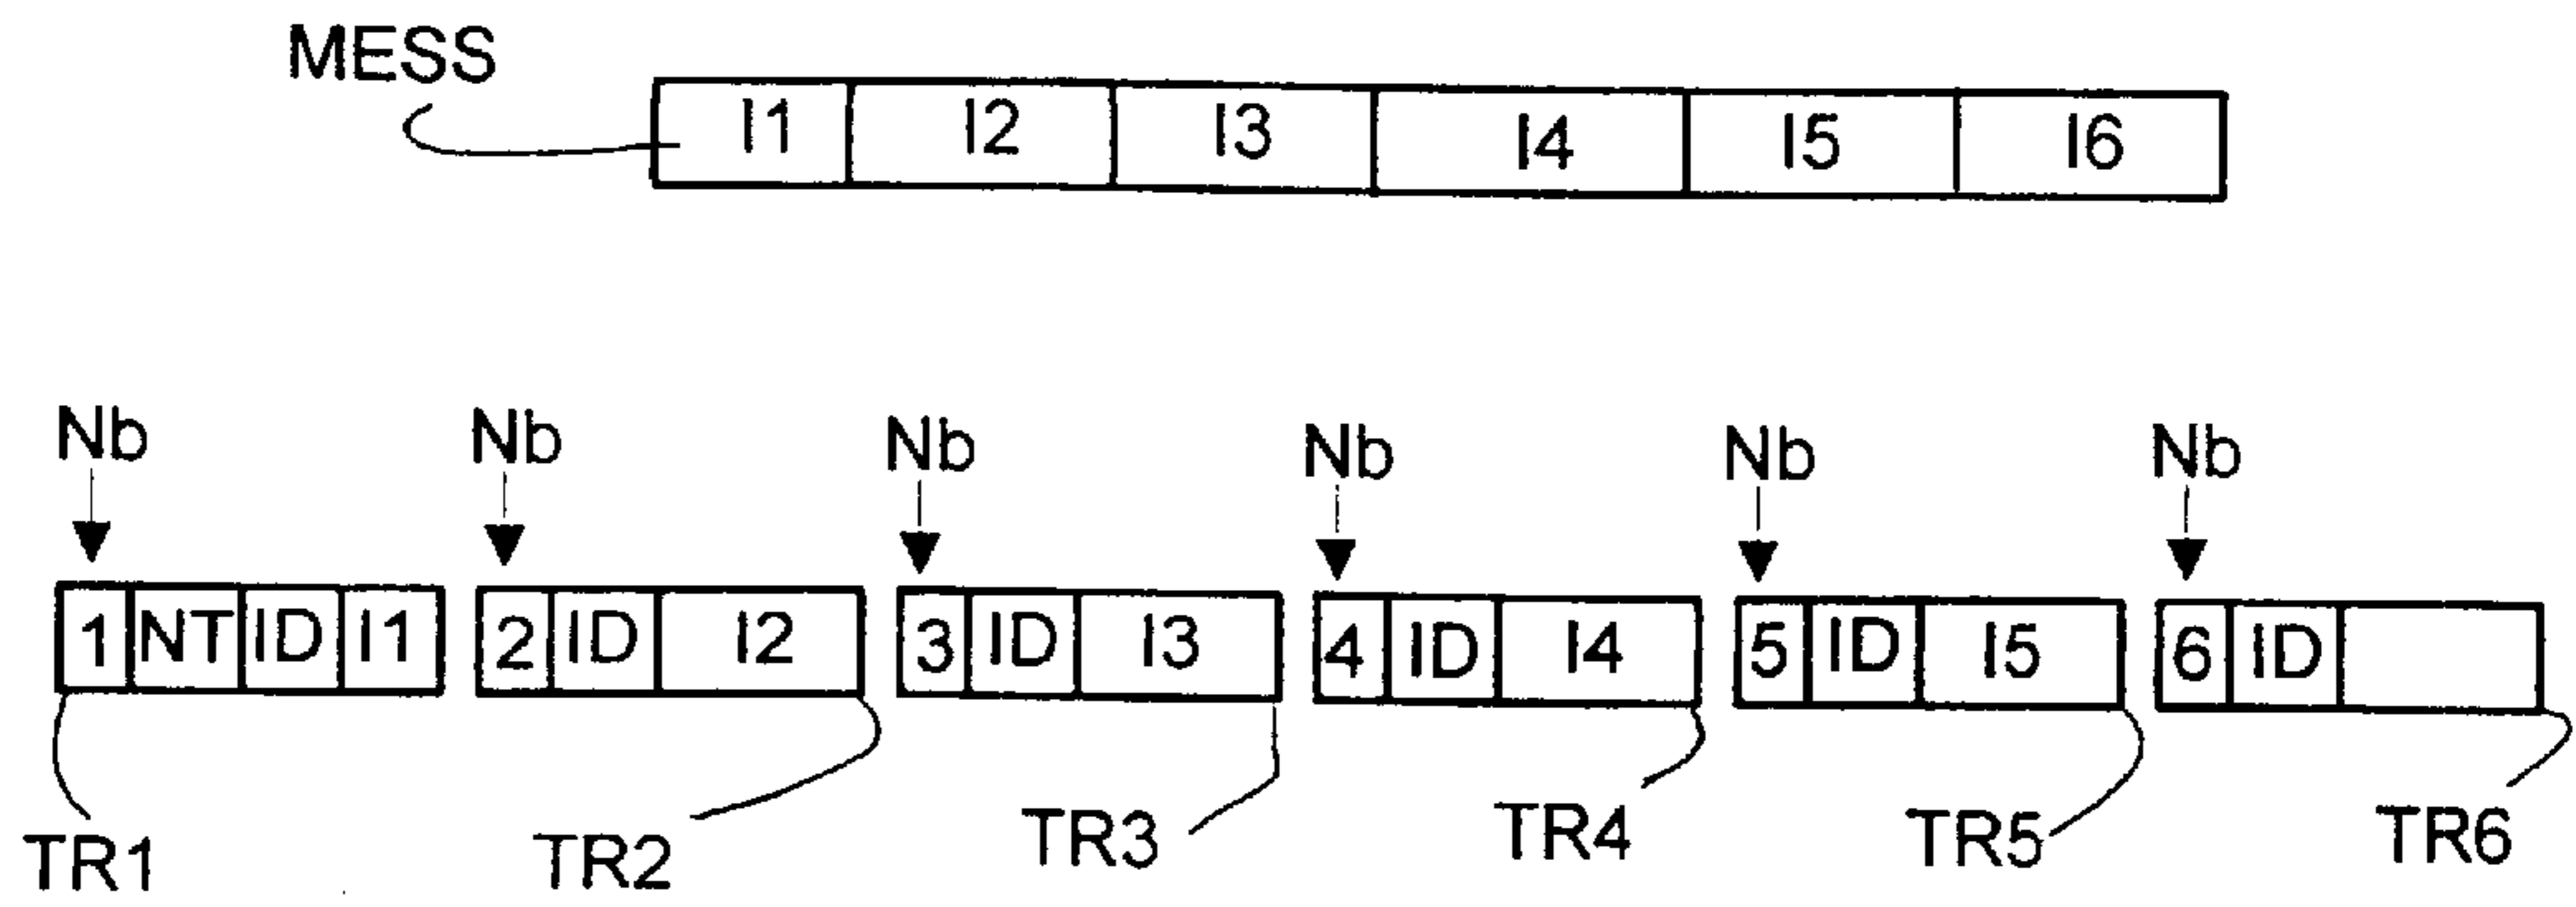 MESS
I1 I2 I3 I4 I5 I6
Nb Nb Nb Nb Nb Nb
1 NT ID I1 2 ID I2 3 ID I3 4 ID I4 5 ID I5 6 ID
TR1 TR2 TR3 TR4 TR5 TR6